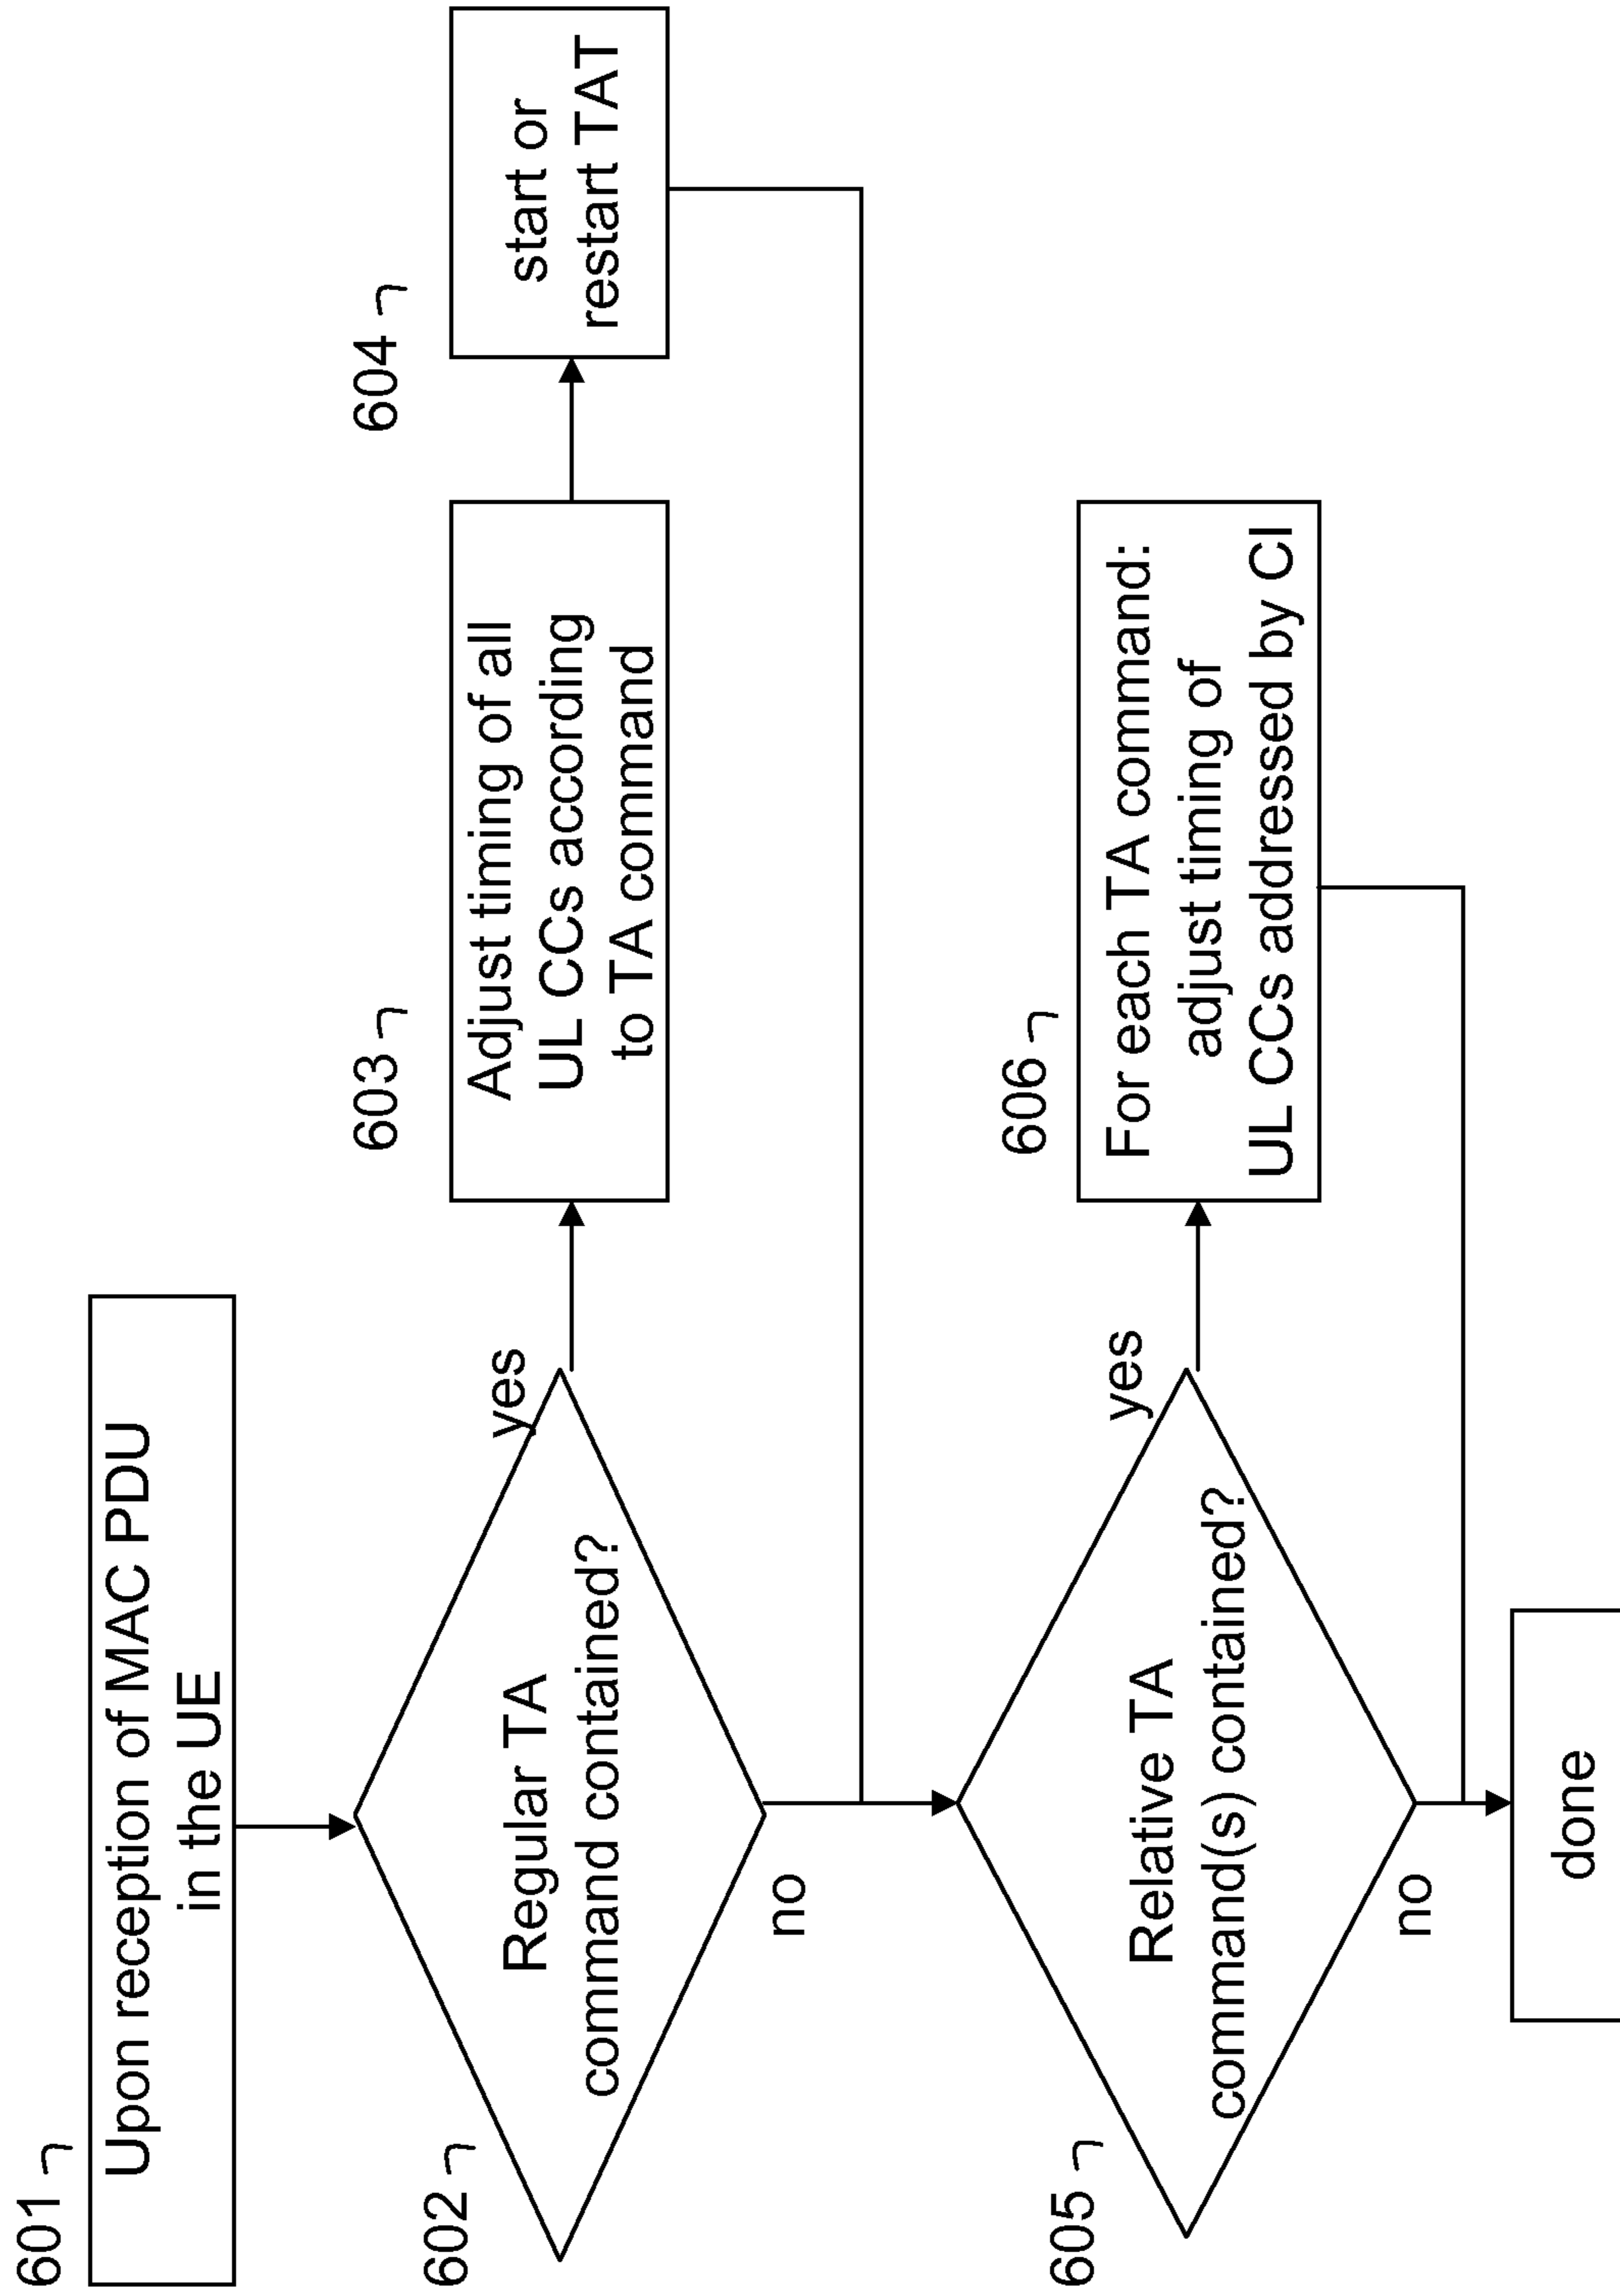 601
Upon reception of MAC PDU
in the UE
602
Regular TA
command contained?
yes
no
603
Adjust timing of all
UL CCs according
to TA command
604
start or
restart TAT
605
Relative TA
command(s) contained?
yes
no
606
For each TA command:
adjust timing of
UL CCs addressed by CI
done